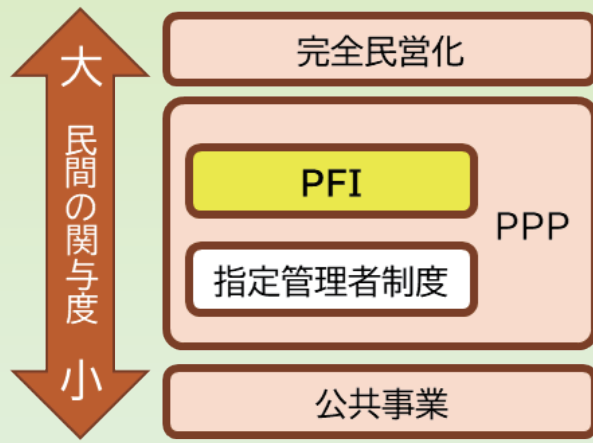 大
民間の関与度
小
完全民営化
PFI
PPP
指定管理者制度
公共事業